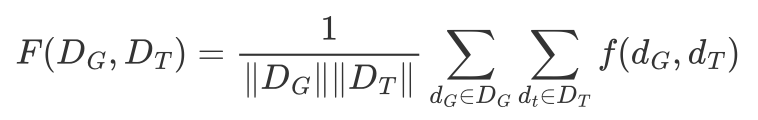 $F(D_G, D_T) = \frac{1}{\|D_G\|\|D_T\|} \sum_{d_G \in D_G} \sum_{d_t \in D_T} f(d_G, d_T)$